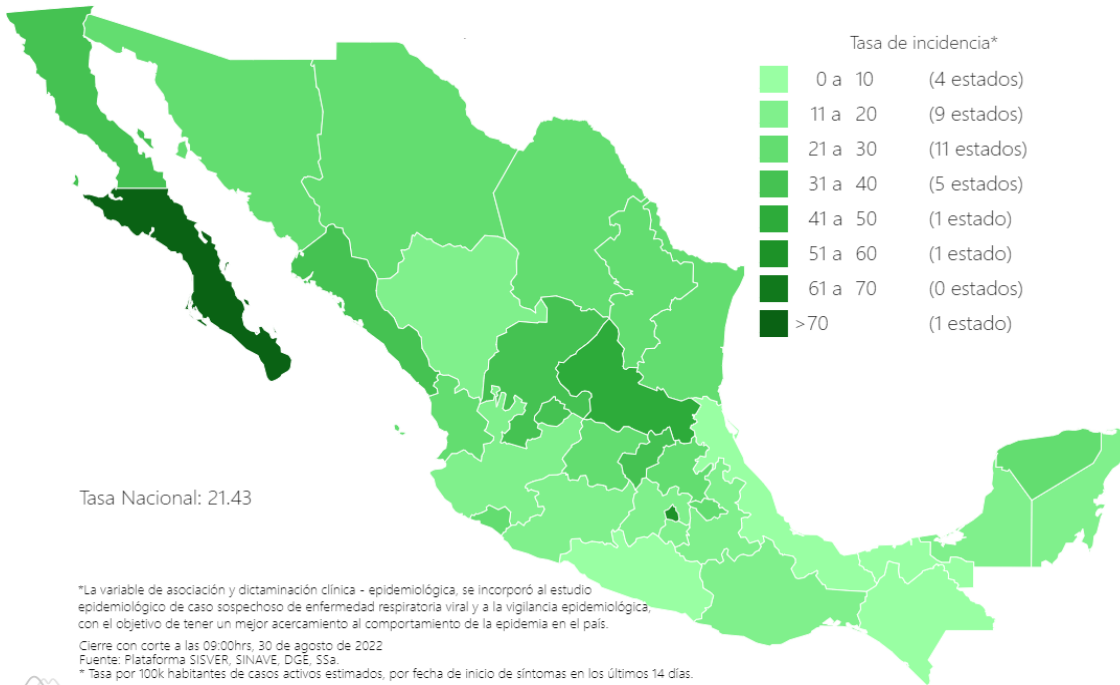 Tasa de incidencia*
0 a 10 (4 estados)
11 a 20 (9 estados)
21 a 30 (11 estados)
31 a 40 (5 estados)
41 a 50 (1 estado)
51 a 60 (1 estado)
61 a 70 (0 estados)
>70 (1 estado)
Tasa Nacional: 21.43
*La variable de asociación y dictaminación clínica - epidemiológica, se incorporó al estudio
epidemiológico de caso sospechoso de enfermedad respiratoria viral y a la vigilancia epidemiológica,
con el objetivo de tener un mejor acercamiento al comportamiento de la epidemia en el país.
Cierre con corte a las 09:00hrs, 30 de agosto de 2022
Fuente: Plataforma SISVER, SINAVE, DGE, SSa.
* Tasa por 100k habitantes de casos activos estimados, por fecha de inicio de síntomas en los últimos 14 días.